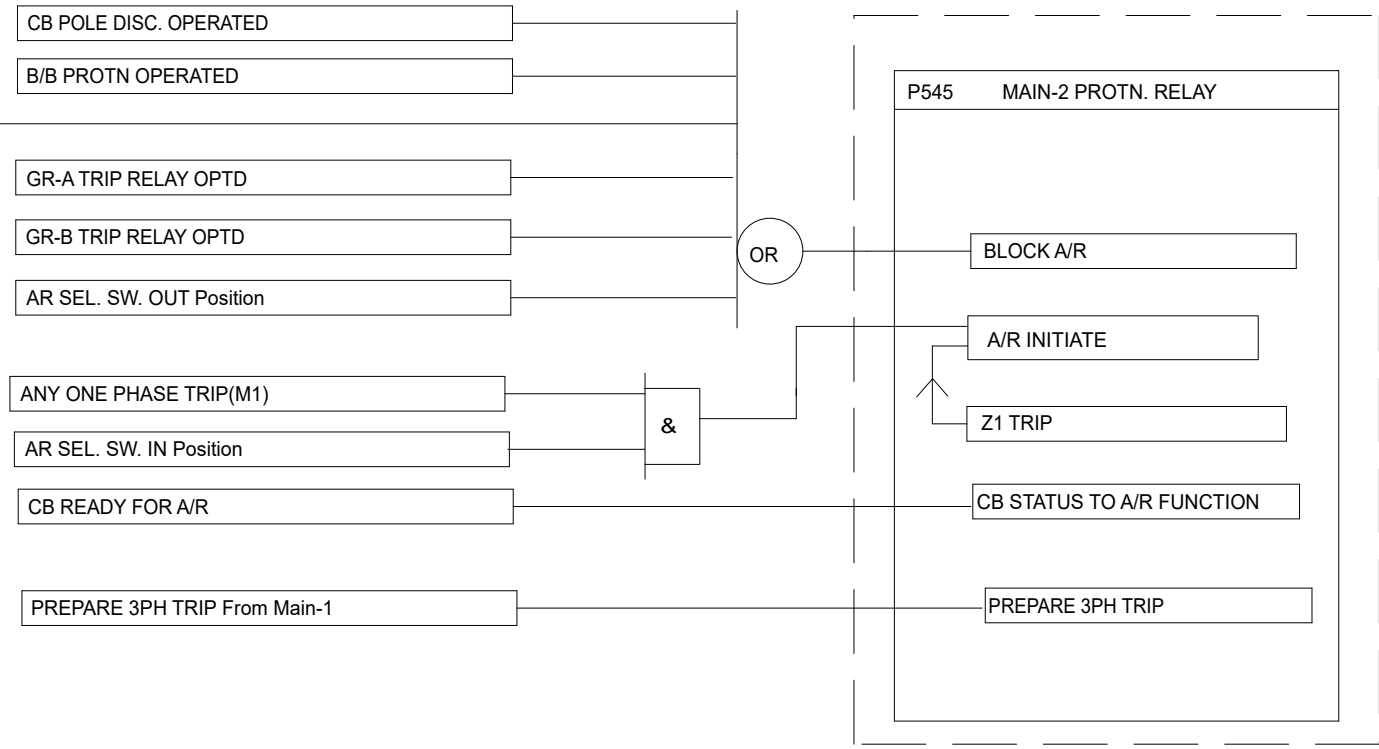 CB POLE DISC. OPERATED
B/B PROTN OPERATED
GR-A TRIP RELAY OPTD
GR-B TRIP RELAY OPTD
AR SEL. SW. OUT Position
OR
ANY ONE PHASE TRIP(M1)
AR SEL. SW. IN Position
&
CB READY FOR A/R
PREPARE 3PH TRIP From Main-1
P545 MAIN-2 PROTN. RELAY
BLOCK A/R
A/R INITIATE
Z1 TRIP
CB STATUS TO A/R FUNCTION
PREPARE 3PH TRIP